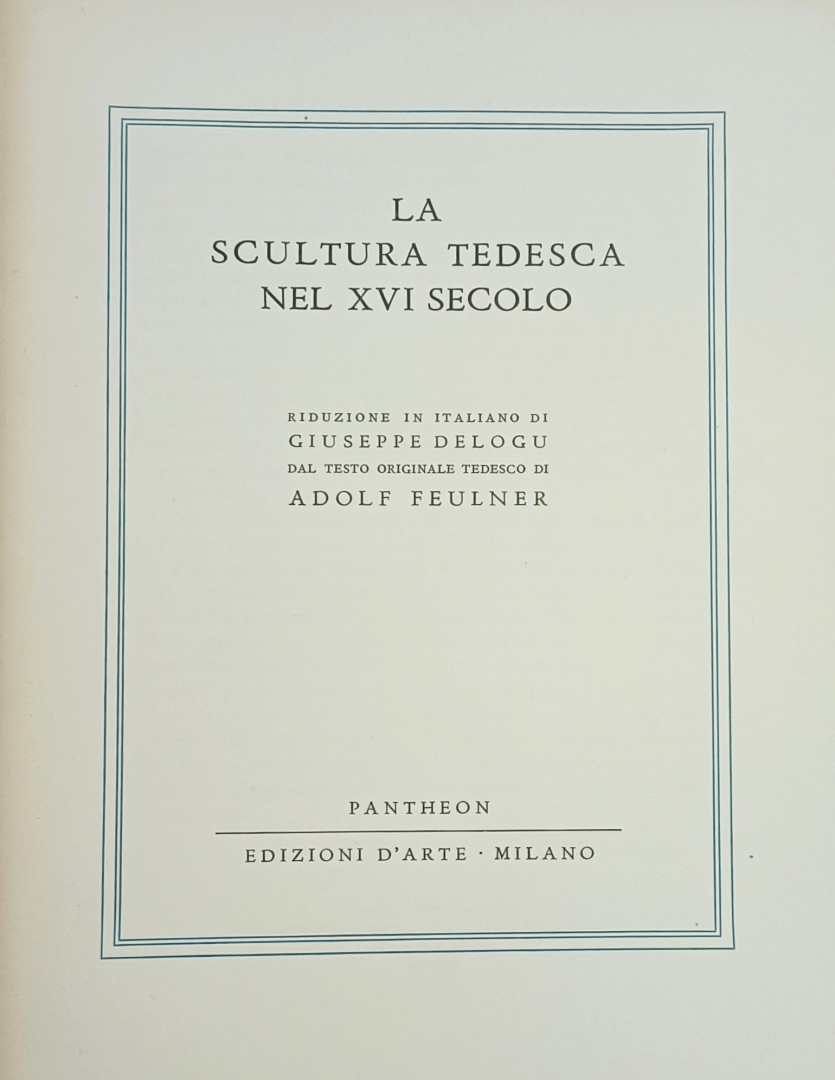 LA
SCULTURA TEDESCA
NEL XVI SECOLO
RIDUZIONE IN ITALIANO DI
GIUSEPPE DELOGU
DAL TESTO ORIGINALE TEDESCO DI
ADOLF FEULNER
PANTHEON
EDIZIONI D'ARTE · MILANO